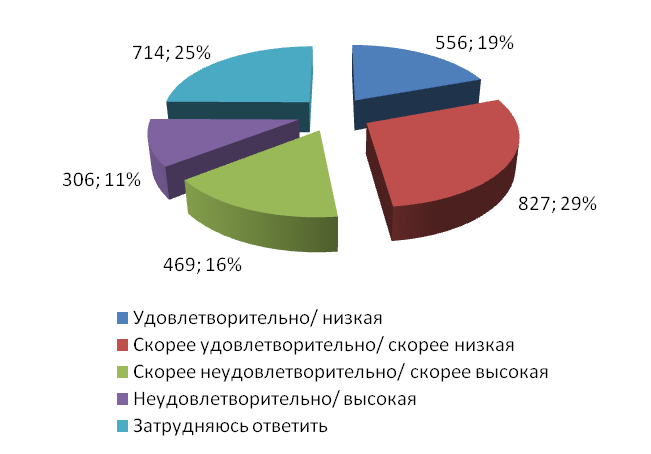 714; 25%
556; 19%
306; 11%
827; 29%
469; 16%
Удовлетворительно/ низкая
Скорее удовлетворительно/ скорее низкая
Скорее неудовлетворительно/ скорее высокая
Неудовлетворительно/ высокая
Затрудняюсь ответить